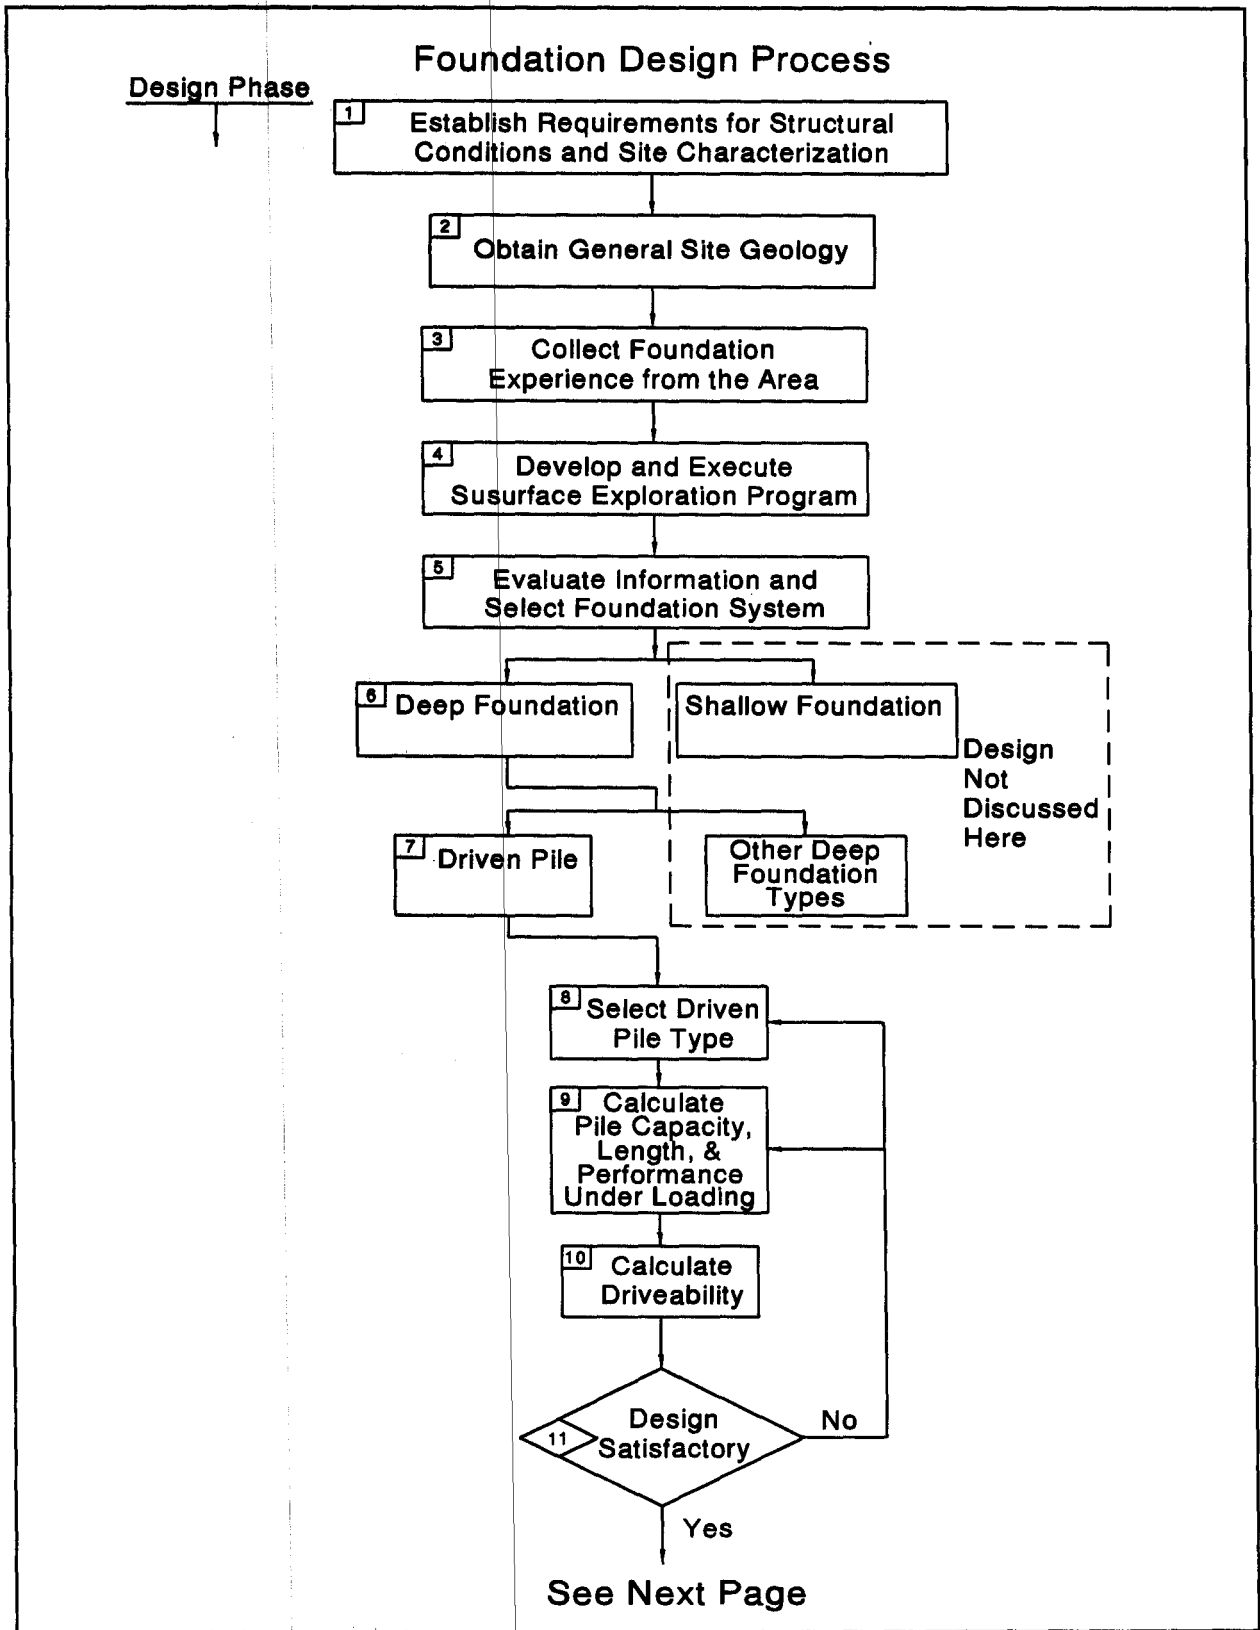 Foundation Design Process
Design Phase
1
Establish Requirements for Structural
Conditions and Site Characterization
2
Obtain General Site Geology
3
Collect Foundation
Experience from the Area
4
Develop and Execute
Susurface Exploration Program
5
Evaluate Information and
Select Foundation System
6
Deep Foundation
Shallow Foundation
Design
Not
Discussed
Here
7
Driven Pile
Other Deep
Foundation
Types
8
Select Driven
Pile Type
9
Calculate
Pile Capacity,
Length, &
Performance
Under Loading
10
Calculate
Driveability
11
Design
Satisfactory
No
Yes
See Next Page